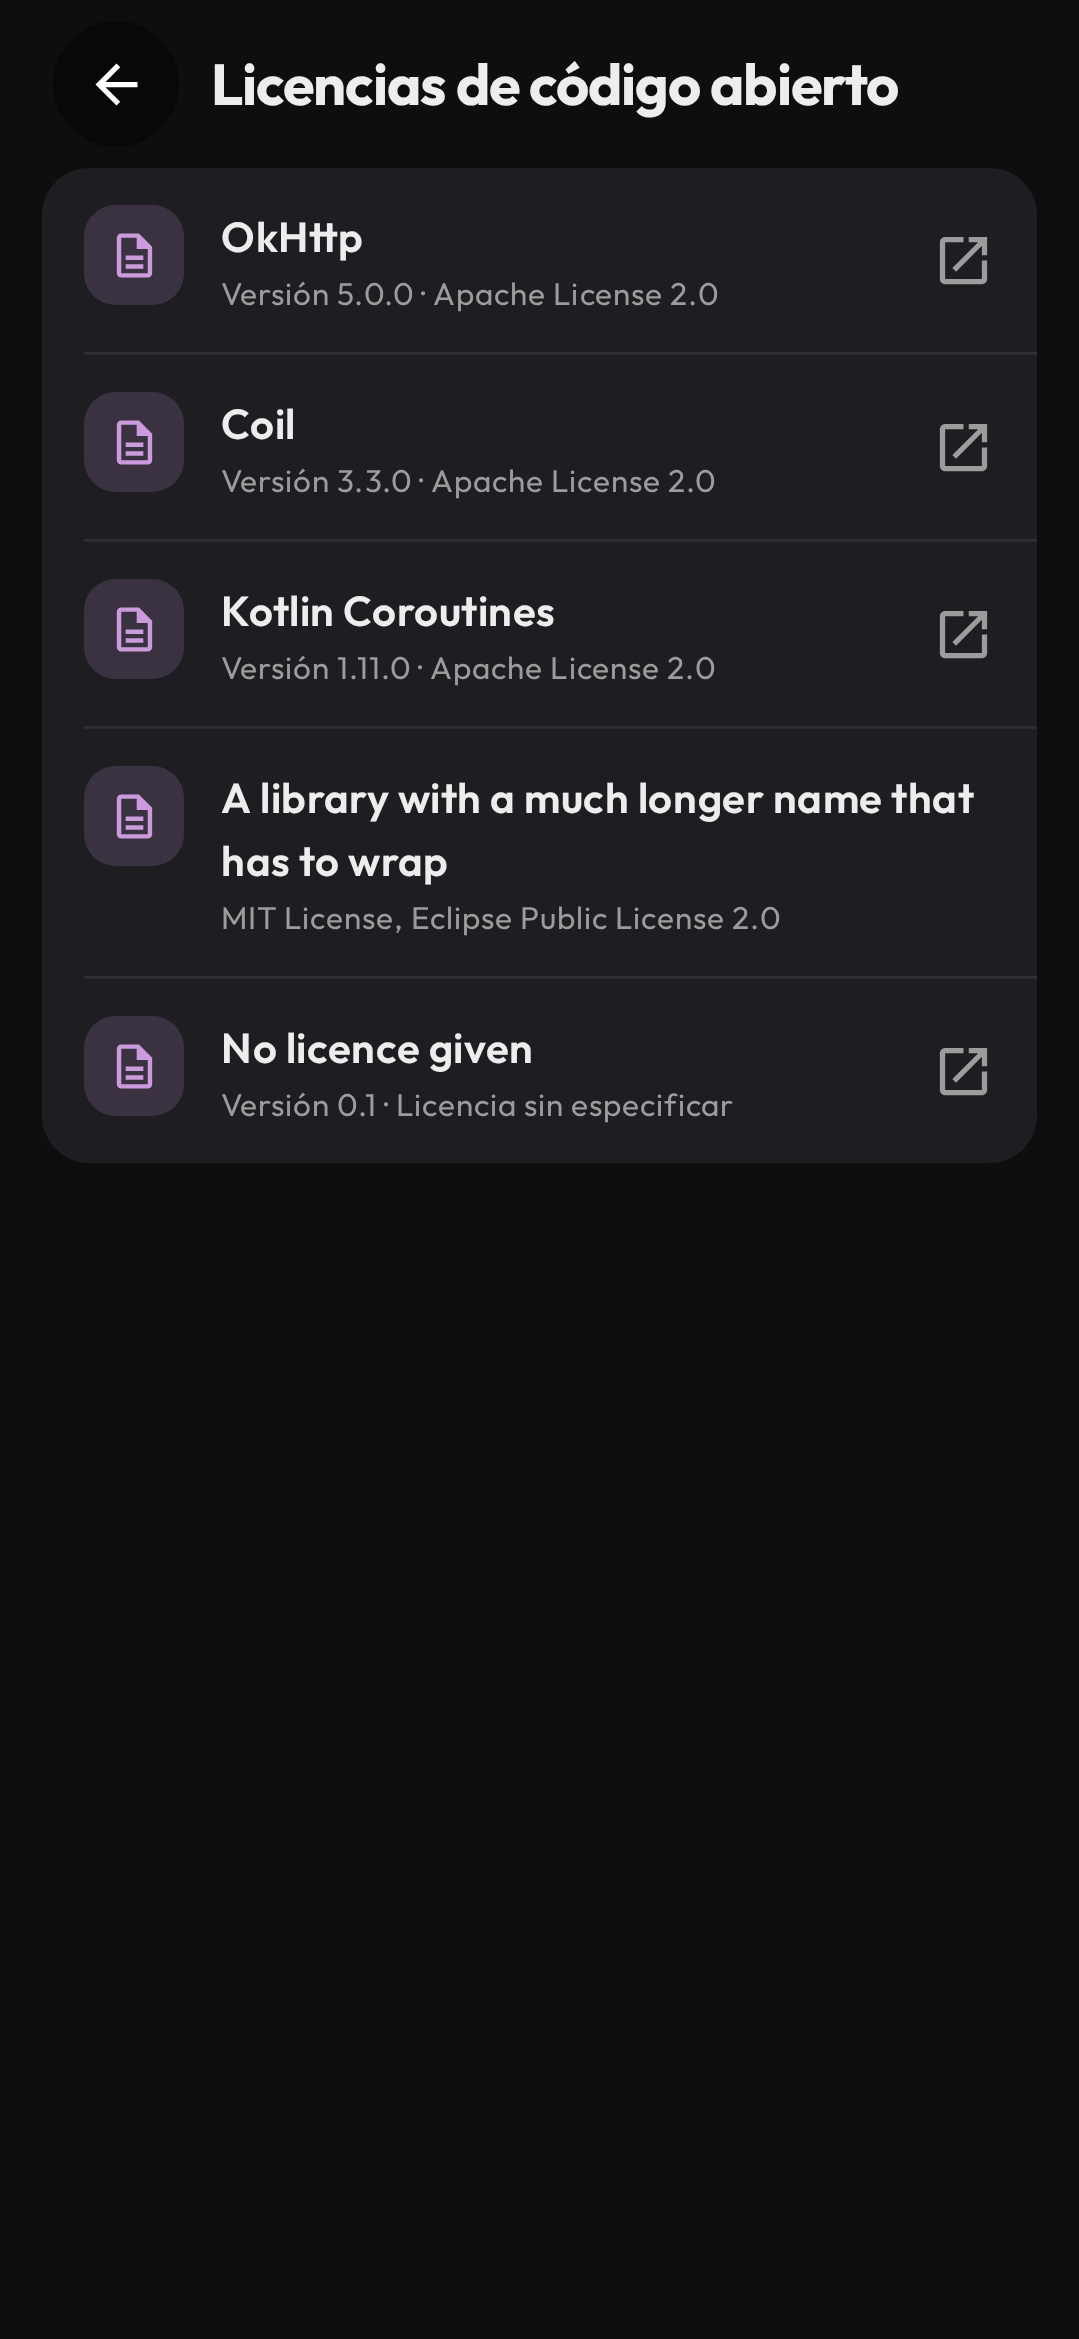 Licencias de código abierto
OkHttp
Versión 5.0.0 · Apache License 2.0
Coil
Versión 3.3.0 · Apache License 2.0
Kotlin Coroutines
Versión 1.11.0 · Apache License 2.0
A library with a much longer name that
has to wrap
MIT License, Eclipse Public License 2.0
No licence given
Versión 0.1 · Licencia sin especificar